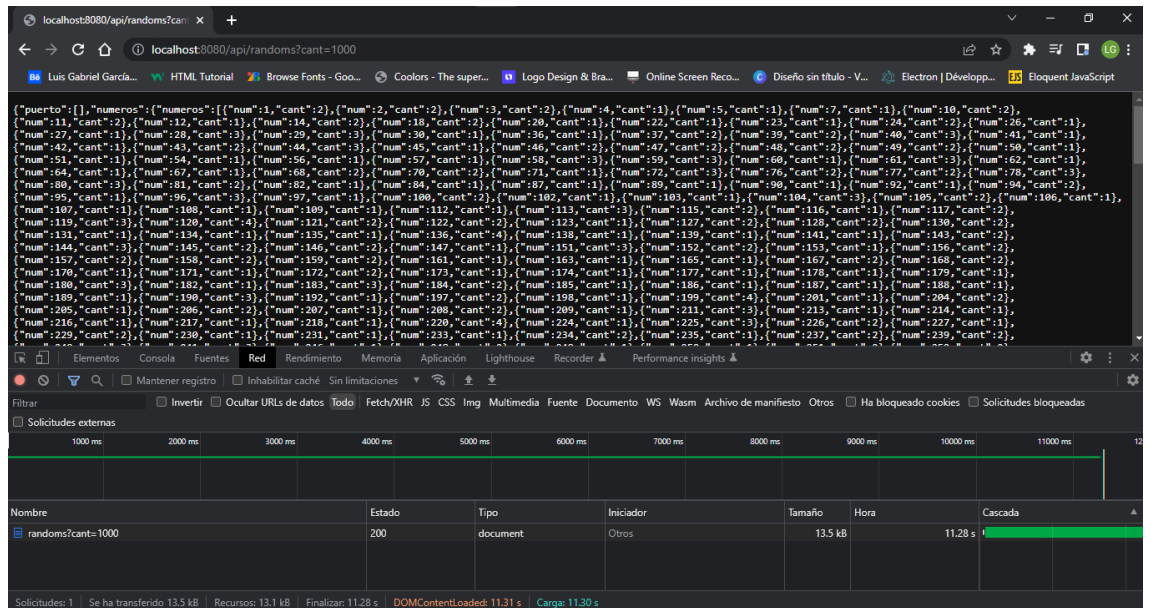 localhost:8080/api/randoms?cant
localhost:8080/api/randoms?cant=1000
LG
Bē Luis Gabriel García... HTML Tutorial Browse Fonts - Goo... Coolors - The super... Logo Design & Bra... Online Screen Reco... Diseño sin título - V... Electron | Développ... EJS Eloquent JavaScript
{"puerto":[],"numeros":{"numeros":[{"num":1,"cant":2},{"num":2,"cant":2},{"num":3,"cant":2},{"num":4,"cant":1},{"num":5,"cant":1},{"num":7,"cant":1},{"num":10,"cant":2},
{"num":11,"cant":2},{"num":12,"cant":1},{"num":14,"cant":2},{"num":18,"cant":2},{"num":20,"cant":1},{"num":22,"cant":1},{"num":23,"cant":1},{"num":24,"cant":2},{"num":26,"cant":1},
{"num":27,"cant":1},{"num":28,"cant":3},{"num":29,"cant":3},{"num":30,"cant":1},{"num":36,"cant":1},{"num":37,"cant":2},{"num":39,"cant":2},{"num":40,"cant":3},{"num":41,"cant":1},
{"num":42,"cant":1},{"num":43,"cant":2},{"num":44,"cant":3},{"num":45,"cant":1},{"num":46,"cant":2},{"num":47,"cant":2},{"num":48,"cant":2},{"num":49,"cant":2},{"num":50,"cant":1},
{"num":51,"cant":1},{"num":54,"cant":1},{"num":56,"cant":1},{"num":57,"cant":1},{"num":58,"cant":3},{"num":59,"cant":3},{"num":60,"cant":1},{"num":61,"cant":3},{"num":62,"cant":1},
{"num":64,"cant":1},{"num":67,"cant":1},{"num":68,"cant":2},{"num":70,"cant":2},{"num":71,"cant":1},{"num":72,"cant":3},{"num":76,"cant":2},{"num":77,"cant":2},{"num":78,"cant":3},
{"num":80,"cant":3},{"num":81,"cant":2},{"num":82,"cant":1},{"num":84,"cant":1},{"num":87,"cant":1},{"num":89,"cant":1},{"num":90,"cant":1},{"num":92,"cant":1},{"num":94,"cant":2},
{"num":95,"cant":1},{"num":96,"cant":3},{"num":97,"cant":1},{"num":100,"cant":2},{"num":102,"cant":1},{"num":103,"cant":1},{"num":104,"cant":3},{"num":105,"cant":2},{"num":106,"cant":1},
{"num":107,"cant":1},{"num":108,"cant":1},{"num":109,"cant":1},{"num":112,"cant":1},{"num":113,"cant":3},{"num":115,"cant":2},{"num":116,"cant":1},{"num":117,"cant":2},
{"num":119,"cant":3},{"num":120,"cant":4},{"num":121,"cant":2},{"num":122,"cant":2},{"num":123,"cant":1},{"num":127,"cant":2},{"num":128,"cant":1},{"num":130,"cant":2},
{"num":131,"cant":1},{"num":134,"cant":1},{"num":135,"cant":1},{"num":136,"cant":4},{"num":138,"cant":1},{"num":139,"cant":1},{"num":141,"cant":1},{"num":143,"cant":2},
{"num":144,"cant":3},{"num":145,"cant":2},{"num":146,"cant":2},{"num":147,"cant":1},{"num":151,"cant":3},{"num":152,"cant":2},{"num":153,"cant":1},{"num":156,"cant":2},
{"num":157,"cant":2},{"num":158,"cant":2},{"num":159,"cant":2},{"num":161,"cant":1},{"num":163,"cant":1},{"num":165,"cant":1},{"num":167,"cant":2},{"num":168,"cant":2},
{"num":170,"cant":1},{"num":171,"cant":1},{"num":172,"cant":2},{"num":173,"cant":1},{"num":174,"cant":1},{"num":177,"cant":1},{"num":178,"cant":1},{"num":179,"cant":1},
{"num":180,"cant":3},{"num":182,"cant":1},{"num":183,"cant":3},{"num":184,"cant":2},{"num":185,"cant":1},{"num":186,"cant":1},{"num":187,"cant":1},{"num":188,"cant":1},
{"num":189,"cant":1},{"num":190,"cant":3},{"num":192,"cant":1},{"num":197,"cant":2},{"num":198,"cant":1},{"num":199,"cant":4},{"num":201,"cant":1},{"num":204,"cant":2},
{"num":205,"cant":1},{"num":206,"cant":2},{"num":207,"cant":1},{"num":208,"cant":2},{"num":209,"cant":1},{"num":211,"cant":3},{"num":213,"cant":1},{"num":214,"cant":1},
{"num":216,"cant":1},{"num":217,"cant":1},{"num":218,"cant":1},{"num":220,"cant":4},{"num":224,"cant":1},{"num":225,"cant":3},{"num":226,"cant":2},{"num":227,"cant":1},
{"num":229,"cant":2},{"num":230,"cant":1},{"num":231,"cant":1},{"num":233,"cant":2},{"num":234,"cant":1},{"num":235,"cant":1},{"num":237,"cant":2},{"num":239,"cant":2},
Elementos Consola Fuentes Red Rendimiento Memoria Aplicación Lighthouse Recorder Performance insights
Mantener registro Inhabilitar caché Sin limitaciones
Filtrar Invertir Ocultar URLs de datos Todo Fetch/XHR JS CSS Img Multimedia Fuente Documento WS Wasm Archivo de manifiesto Otros Ha bloqueado cookies Solicitudes bloqueadas
Solicitudes externas
1000 ms 2000 ms 3000 ms 4000 ms 5000 ms 6000 ms 7000 ms 8000 ms 9000 ms 10000 ms 11000 ms 12
Nombre Estado Tipo Iniciador Tamaño Hora Cascada
randoms?cant=1000 200 document Otros 13.5 kB 11.28 s
Solicitudes: 1 Se ha transferido 13.5 kB Recursos: 13.1 kB Finalizar: 11.28 s DOMContentLoaded: 11.31 s Carga: 11.30 s